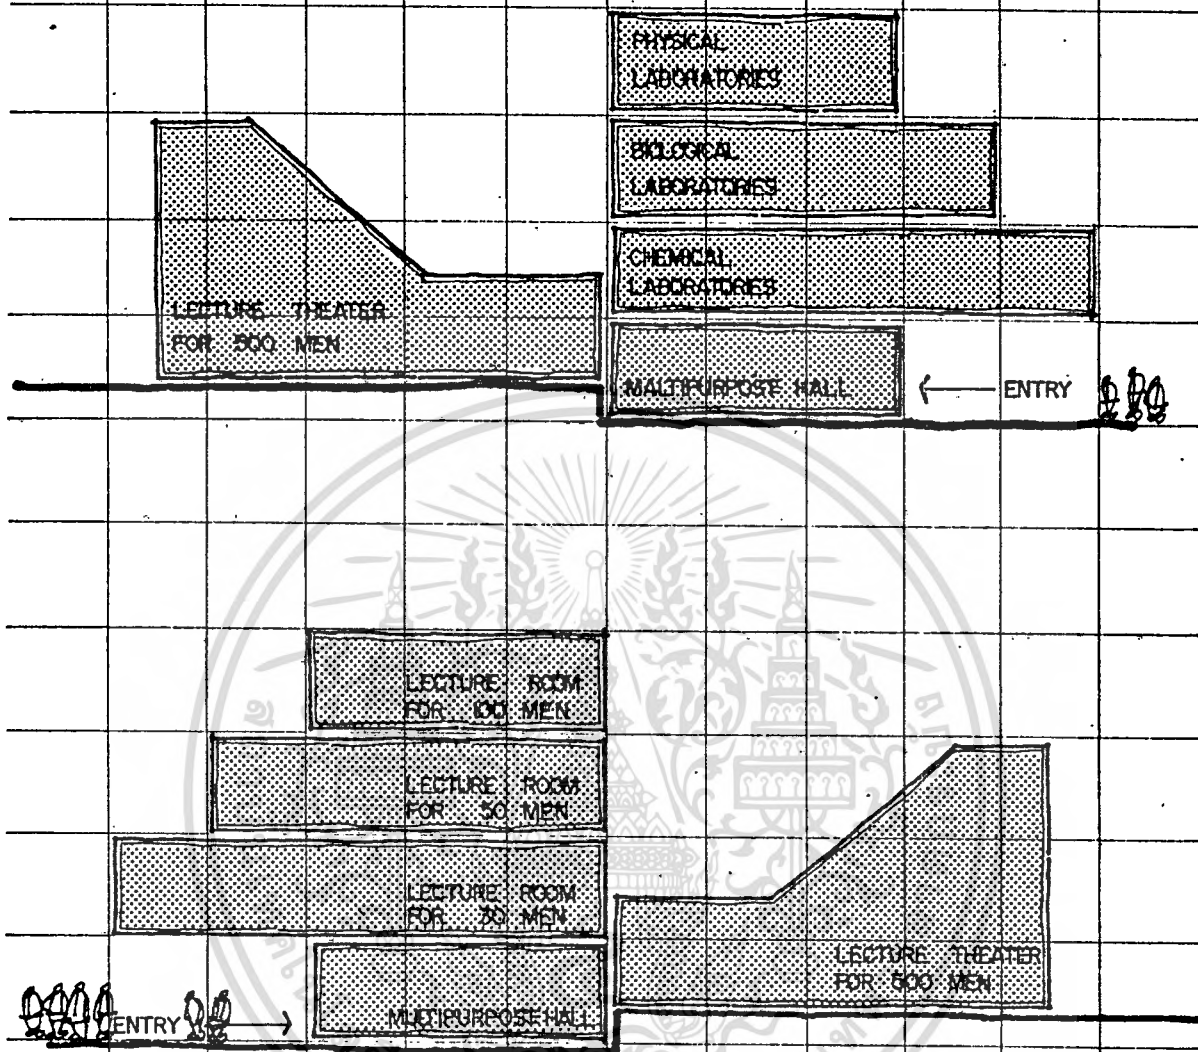 PHYSICAL
LABORATORIES
BIOLOGICAL
LABORATORIES
CHEMICAL
LABORATORIES
LECTURE THEATER
FOR 500 MEN
MALTIPURPOSE HALL
ENTRY
LECTURE ROOM
FOR 100 MEN
LECTURE ROOM
FOR 50 MEN
LECTURE ROOM
FOR 30 MEN
LECTURE THEATER
FOR 500 MEN
ENTRY
MULTIPURPOSE HALL